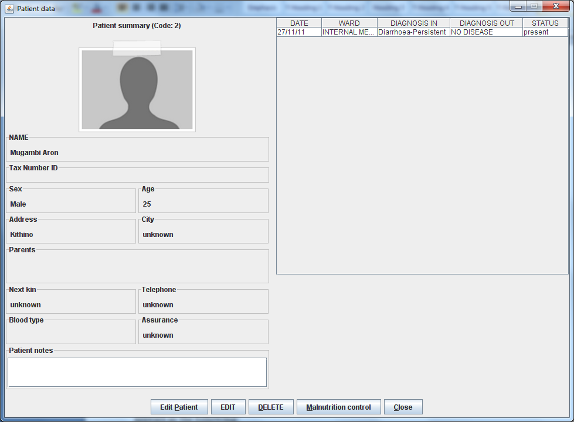 Patient data
Patient summary (Code: 2)
NAME
Mugambi Aron
Tax Number ID
Sex
Male
Age
25
Address
Kithino
City
unknown
Parents
Next kin
unknown
Telephone
unknown
Blood type
Assurance
unknown
Patient notes
DATE WARD DIAGNOSIS IN DIAGNOSIS OUT STATUS
27/11/11 INTERNAL ME... Diarrhoea-Persistent NO DISEASE present
Edit Patient EDIT DELETE Malnutrition control Close